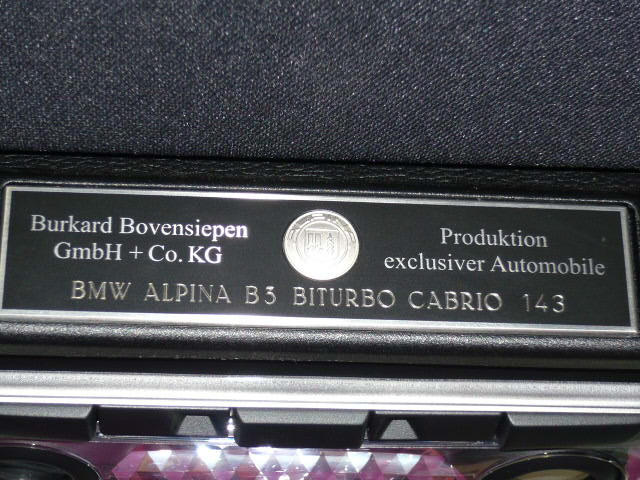 Burkard Bovensiepen
GmbH + Co. KG
Produktion
exclusiver Automobile
BMW ALPINA B3 BITURBO CABRIO 143